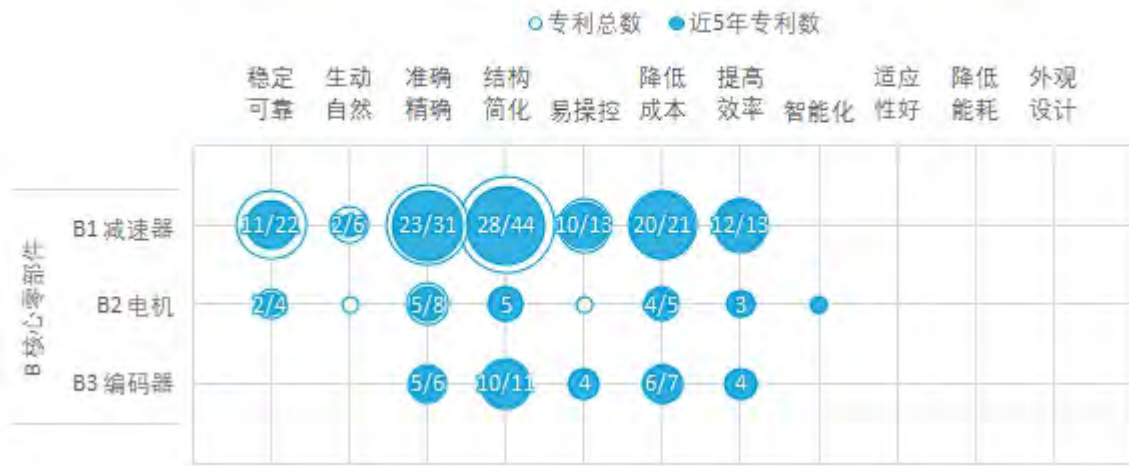 专利总数 近5年专利数
稳定 生动 准确 结构 降低 提高 适应 降低 外观
可靠 自然 精确 简化 易操控 成本 效率 智能化 性好 能耗 设计
B 核心零部件
B1 减速器 11/22 2/6 23/31 28/44 10/13 20/21 12/13
B2 电机 2/4 5/8 5 4/5 3
B3 编码器 5/6 10/11 4 6/7 4